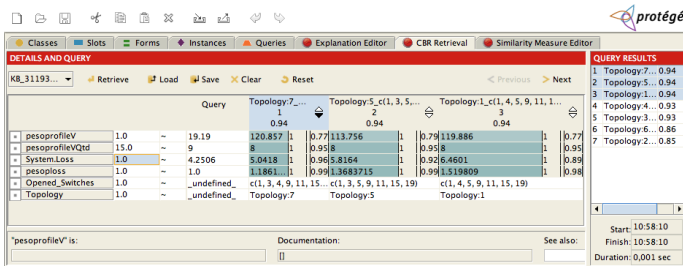 protégé
Classes Slots Forms Instances Queries Explanation Editor CBR Retrieval Similarity Measure Editor
DETAILS AND QUERY
QUERY RESULTS
KB_31193... Retrieve Load Save Clear Reset Previous Next
Query
Topology:7_... Topology:5_c(1, 3, 5,... Topology:1_c(1, 4, 5, 9, 11, 1...
1 2 3
0.94 0.94 0.94
pesoprofileV 1.0 ~ 19.19 120.857 1 0.77 113.756 1 0.79 119.886 1 0.77
pesoprofileVQtd 15.0 ~ 9 8 1 0.95 8 1 0.95 8 1 0.95
System.Loss 1.0 ~ 4.2506 5.0418 1 0.96 5.8164 1 0.92 6.4601 1 0.89
pesoploss 1.0 ~ 1.0 1.1861... 1 0.99 1.3683715 1 0.99 1.519809 1 0.98
Opened_Switches 1.0 ~ _undefined_ c(1, 3, 4, 9, 11, 15... c(1, 3, 5, 9, 11, 15, 19) c(1, 4, 5, 9, 11, 15, 19)
Topology 1.0 ~ _undefined_ Topology:7 Topology:5 Topology:1
1 Topology:7... 0.94
2 Topology:5... 0.94
3 Topology:1... 0.94
4 Topology:4... 0.93
5 Topology:3... 0.93
6 Topology:6... 0.86
7 Topology:2... 0.85
"pesoprofileV" is: Documentation: See also:
[]
Start: 10:58:10
Finish: 10:58:10
Duration: 0,001 sec